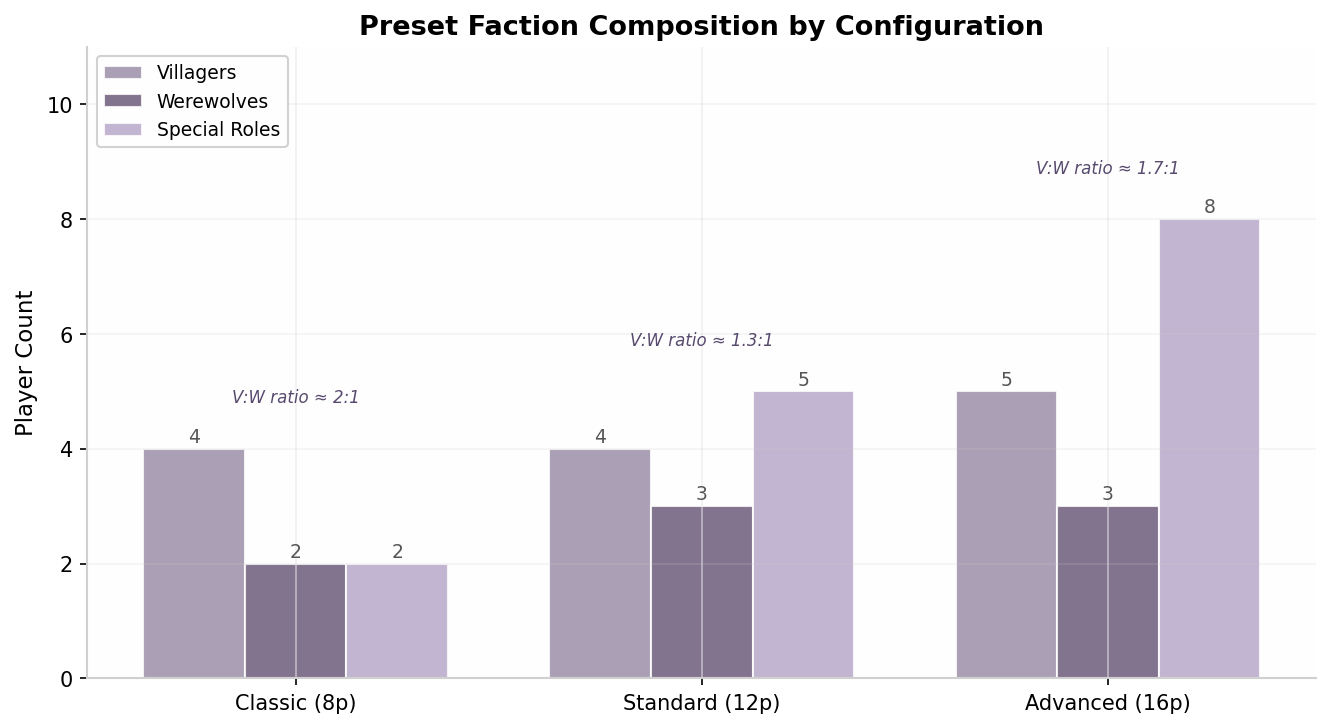 Preset Faction Composition by Configuration
Villagers
Werewolves
Special Roles
Player Count
10
8
6
4
2
0
V:W ratio ≈ 2:1
4
2
2
V:W ratio ≈ 1.3:1
4
3
5
V:W ratio ≈ 1.7:1
5
3
8
Classic (8p)
Standard (12p)
Advanced (16p)